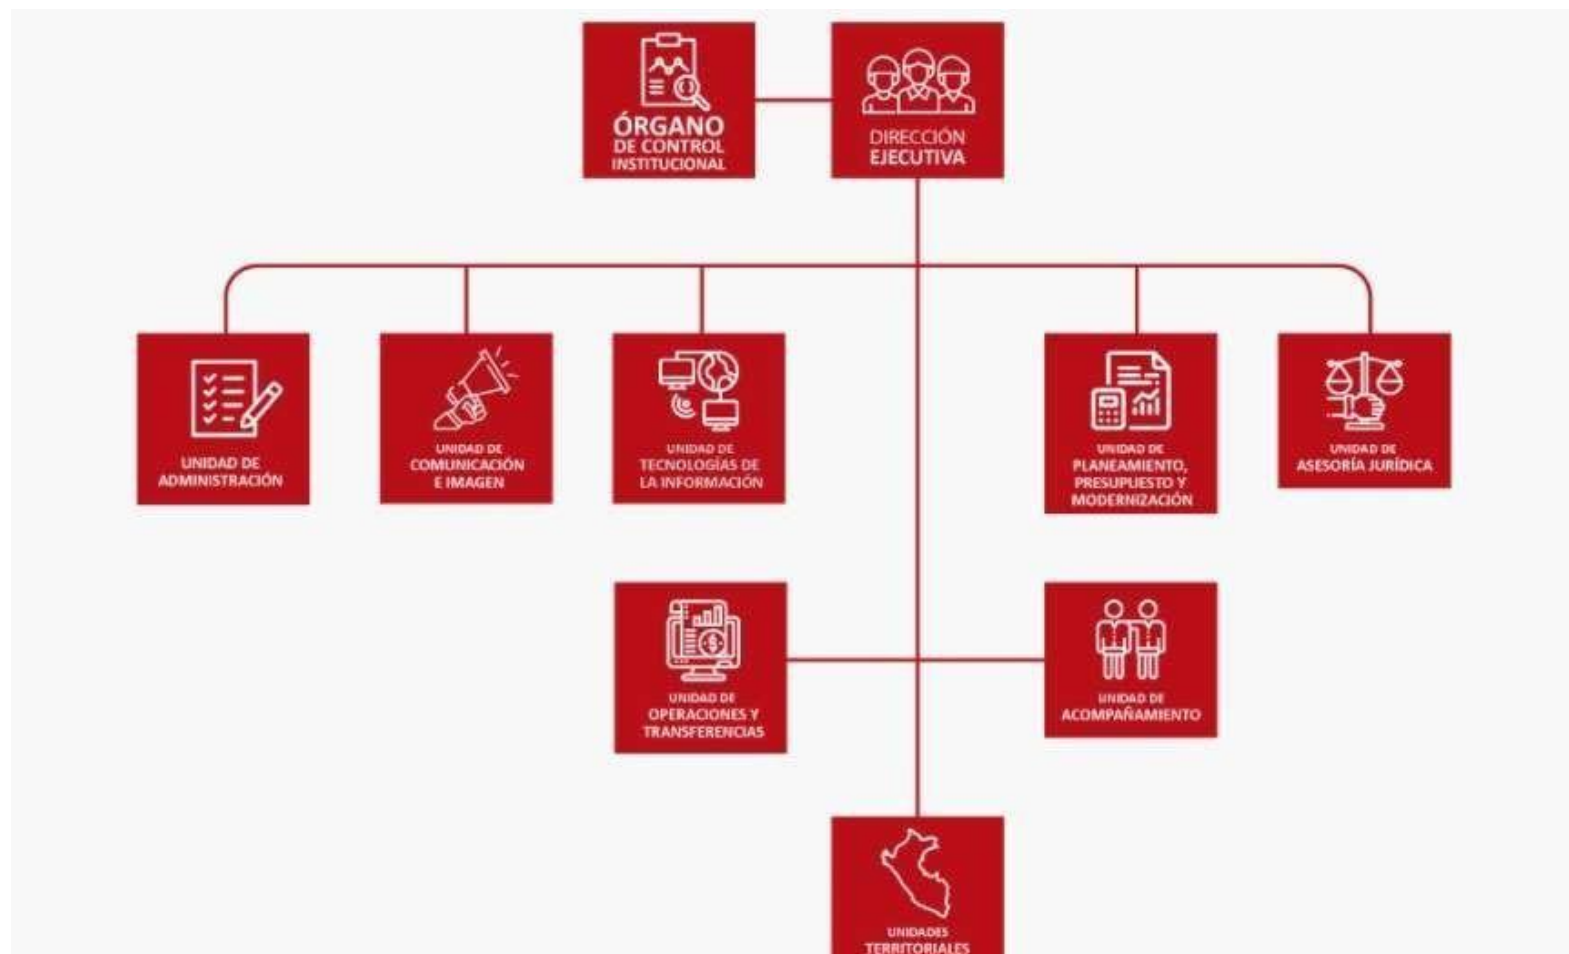 ÓRGANO
DE CONTROL
INSTITUCIONAL
DIRECCIÓN
EJECUTIVA
UNIDAD DE
ADMINISTRACIÓN
UNIDAD DE
COMUNICACIÓN
E IMAGEN
UNIDAD DE
TECNOLOGÍAS DE
LA INFORMACIÓN
UNIDAD DE
PLANEAMIENTO,
PRESUPUESTO Y
MODERNIZACIÓN
UNIDAD DE
ASESORÍA JURÍDICA
UNIDAD DE
OPERACIONES Y
TRANSFERENCIAS
UNIDAD DE
ACOMPAÑAMIENTO
UNIDADES
TERRITORIALES